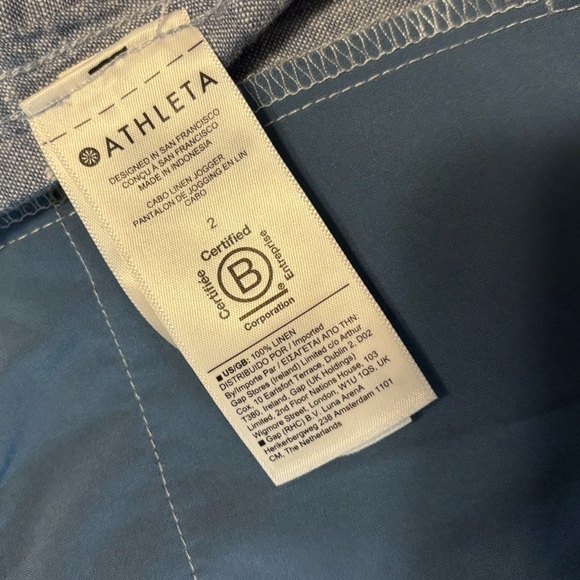 ATHLETA
DESIGNED IN SAN FRANCISCO
CONÇU À SAN FRANCISCO
MADE IN INDONESIA
CABO LINEN JOGGER
PANTALON DE JOGGING EN LIN
CABO
2
Certified
Certifiée
B
Entreprise
Corporation
US/GB: 100% LINEN
DISTRIBUIDO POR / Imported
By/Importe Par / ΕΙΣΑΓΕΤΑΙ ΑΠΟ ΤΗΝ:
Gap Stores (Ireland) Limited c/o Arthur
Cox, 10 Earlsfort Terrace, Dublin 2, D02
T380, Ireland, Gap (UK Holdings)
Limited, 2nd Floor Nations House, 103
Wigmore Street, London, W1U 1QS, UK
Gap (RHC) B.V. Luna ArenA
Herikerbergweg 238 Amsterdam 1101
CM, The Netherlands